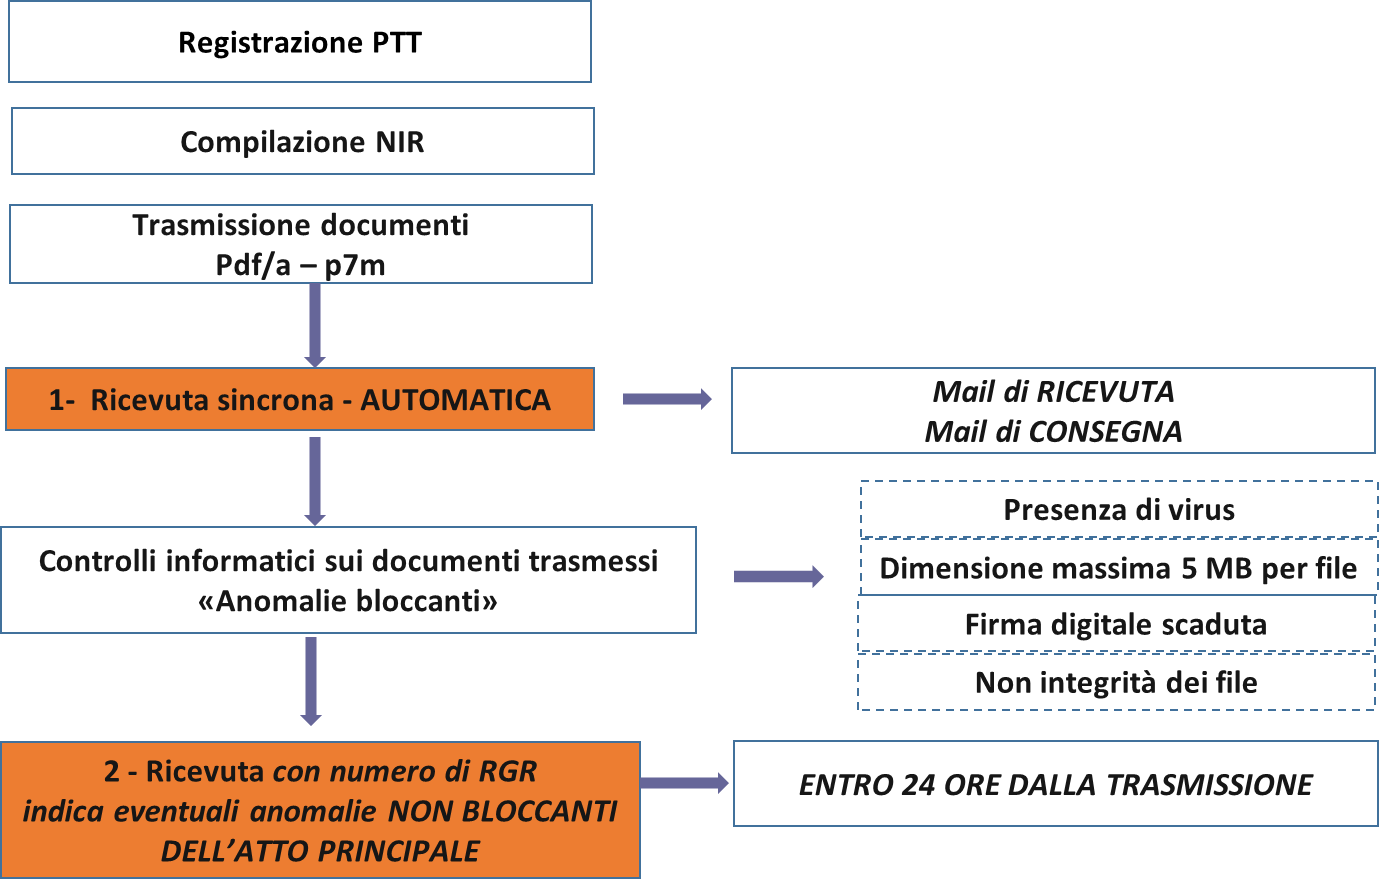 Registrazione PTT
Compilazione NIR
Trasmissione documenti
Pdf/a – p7m
1-  Ricevuta sincrona - AUTOMATICA
Mail di RICEVUTA
Mail di CONSEGNA
Controlli informatici sui documenti trasmessi
«Anomalie bloccanti»
Presenza di virus
Dimensione massima 5 MB per file
Firma digitale scaduta
Non integrità dei file
2 - Ricevuta con numero di RGR
indica eventuali anomalie NON BLOCCANTI
DELL’ATTO PRINCIPALE
ENTRO 24 ORE DALLA TRASMISSIONE